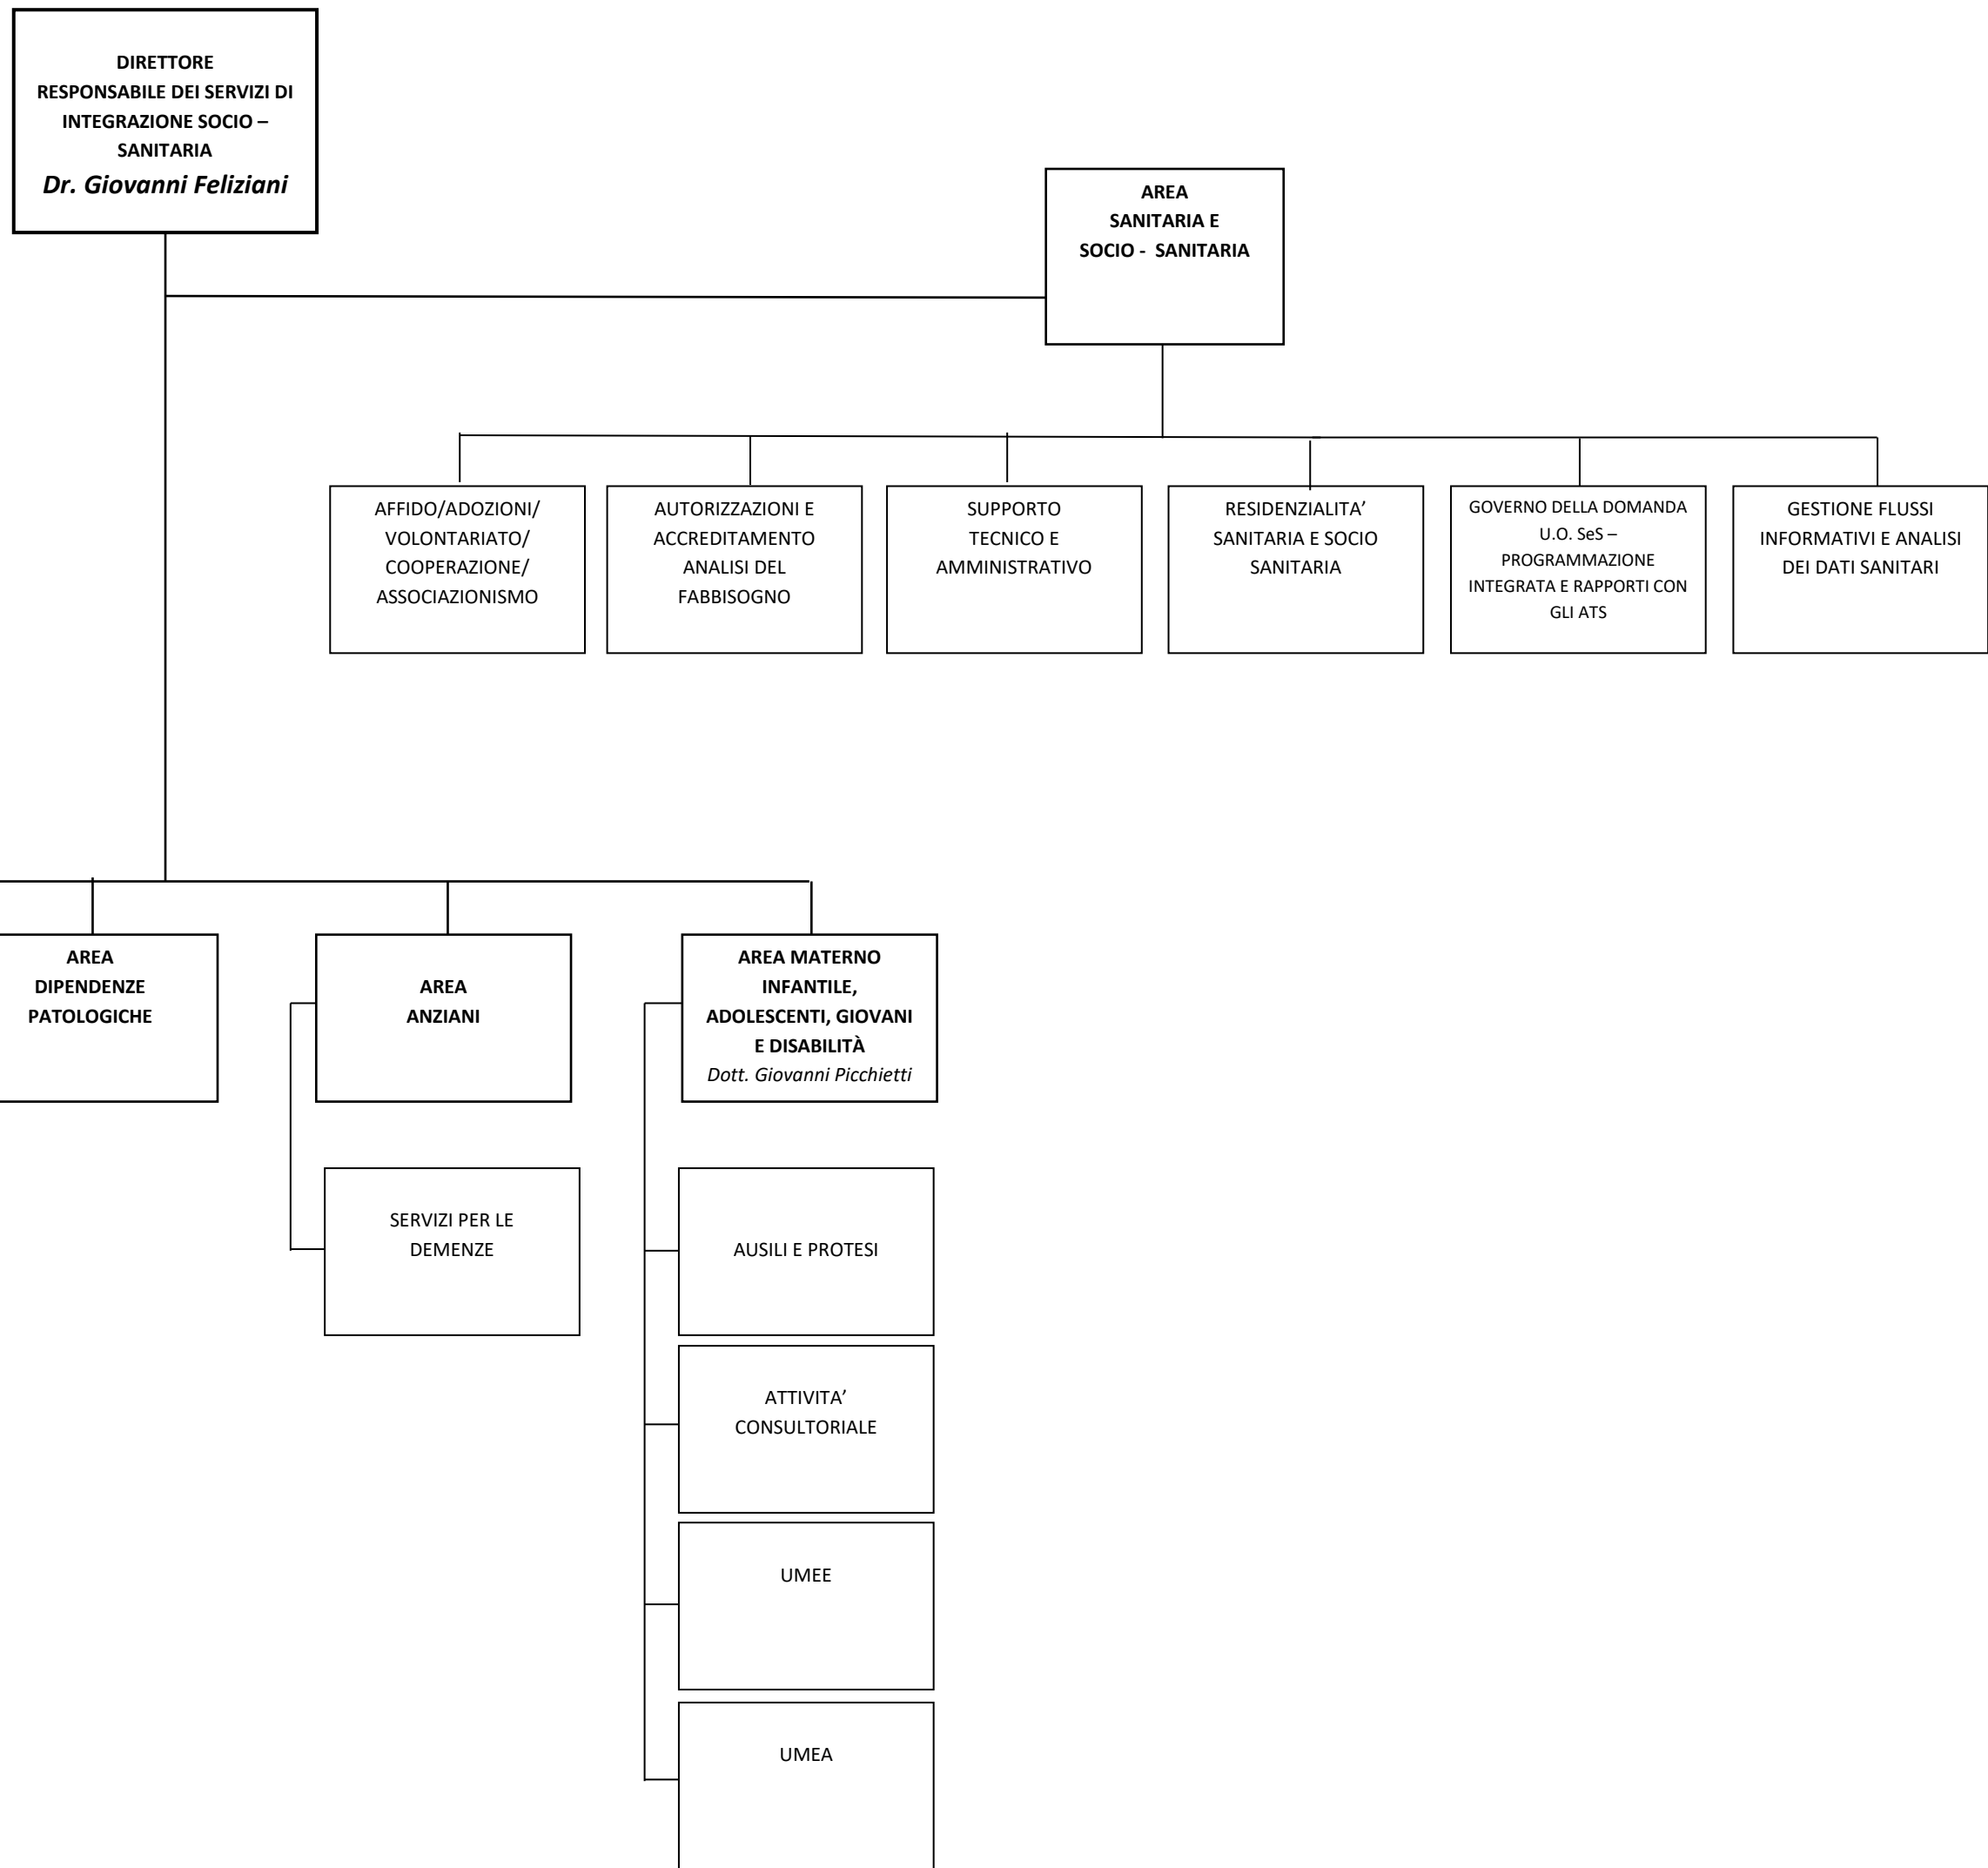 DIRETTORE
RESPONSABILE DEI SERVIZI DI
INTEGRAZIONE SOCIO –
SANITARIA
Dr. Giovanni Feliziani
AREA
SANITARIA E
SOCIO - SANITARIA
AFFIDO/ADOZIONI/
VOLONTARIATO/
COOPERAZIONE/
ASSOCIAZIONISMO
AUTORIZZAZIONI E
ACCREDITAMENTO
ANALISI DEL
FABBISOGNO
SUPPORTO
TECNICO E
AMMINISTRATIVO
RESIDENZIALITA’
SANITARIA E SOCIO
SANITARIA
GOVERNO DELLA DOMANDA
U.O. SeS –
PROGRAMMAZIONE
INTEGRATA E RAPPORTI CON
GLI ATS
GESTIONE FLUSSI
INFORMATIVI E ANALISI
DEI DATI SANITARI
AREA
DIPENDENZE
PATOLOGICHE
AREA
ANZIANI
AREA MATERNO
INFANTILE,
ADOLESCENTI, GIOVANI
E DISABILITÀ
Dott. Giovanni Picchietti
SERVIZI PER LE
DEMENZE
AUSILI E PROTESI
ATTIVITA’
CONSULTORIALE
UMEE
UMEA